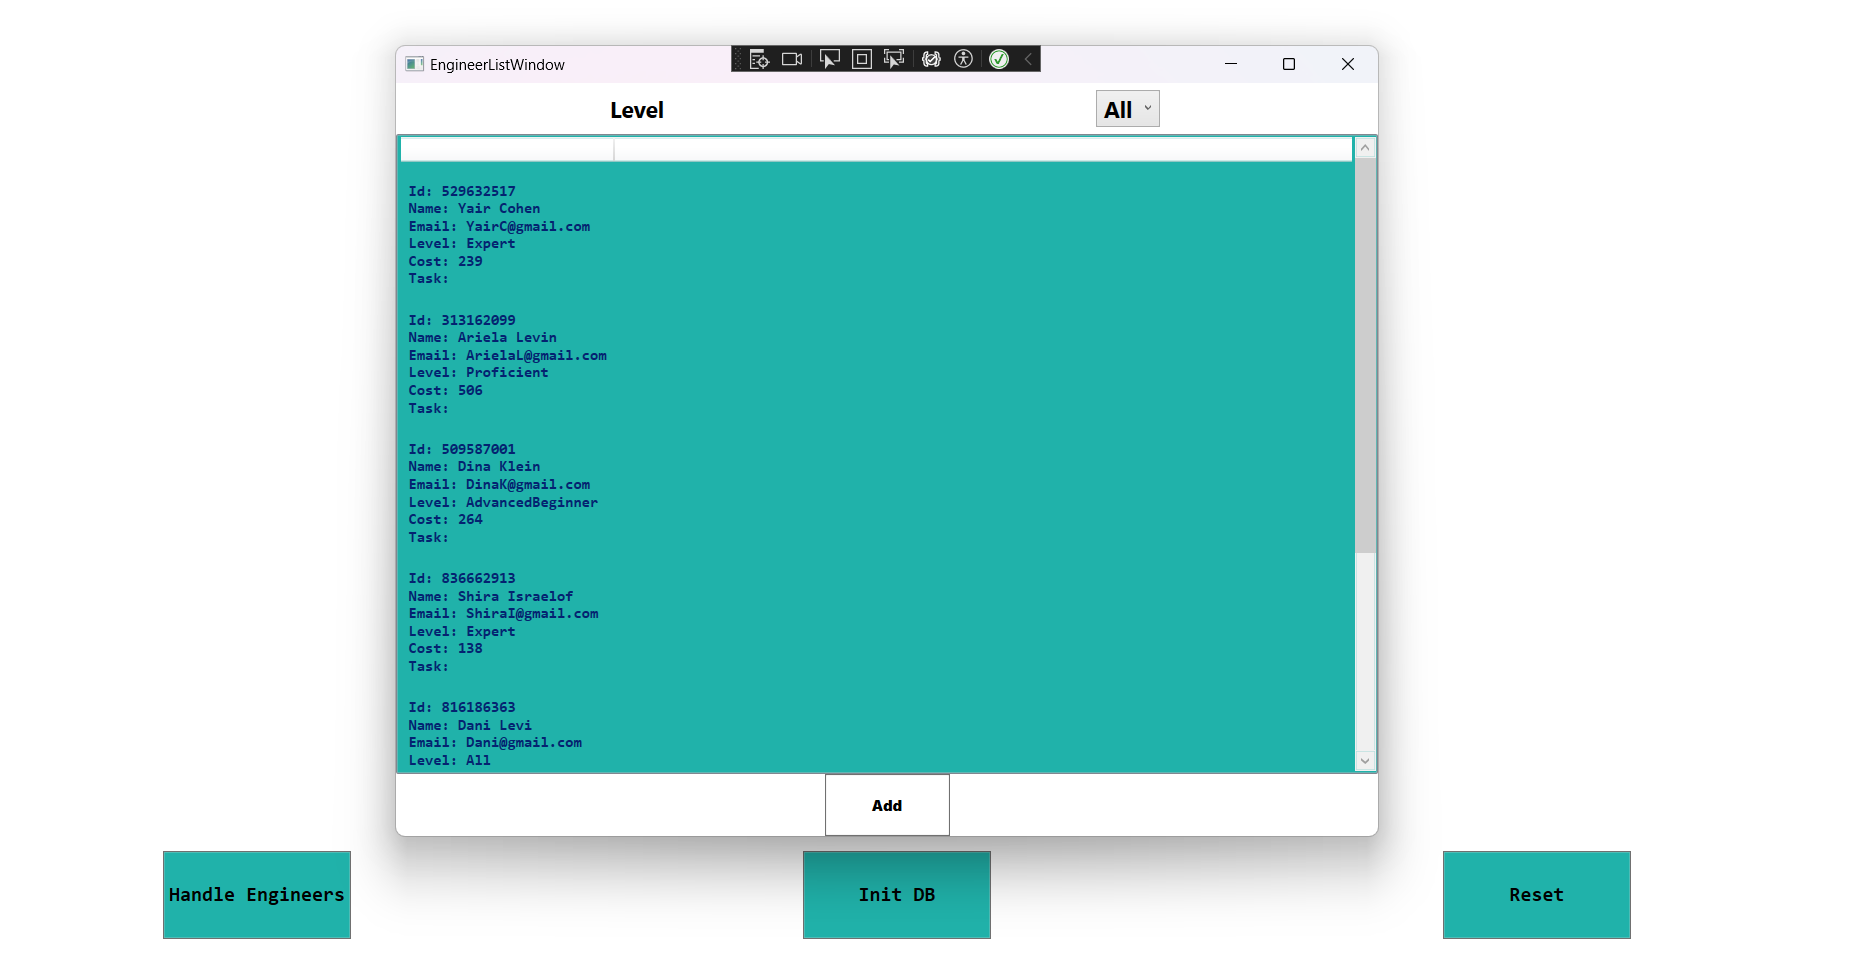 EngineerListWindow
Level
All
Id: 529632517
Name: Yair Cohen
Email: YairC@gmail.com
Level: Expert
Cost: 239
Task:
Id: 313162099
Name: Ariela Levin
Email: ArielaL@gmail.com
Level: Proficient
Cost: 506
Task:
Id: 509587001
Name: Dina Klein
Email: DinaK@gmail.com
Level: AdvancedBeginner
Cost: 264
Task:
Id: 836662913
Name: Shira Israelof
Email: ShiraI@gmail.com
Level: Expert
Cost: 138
Task:
Id: 816186363
Name: Dani Levi
Email: Dani@gmail.com
Level: All
Add
Handle Engineers
Init DB
Reset